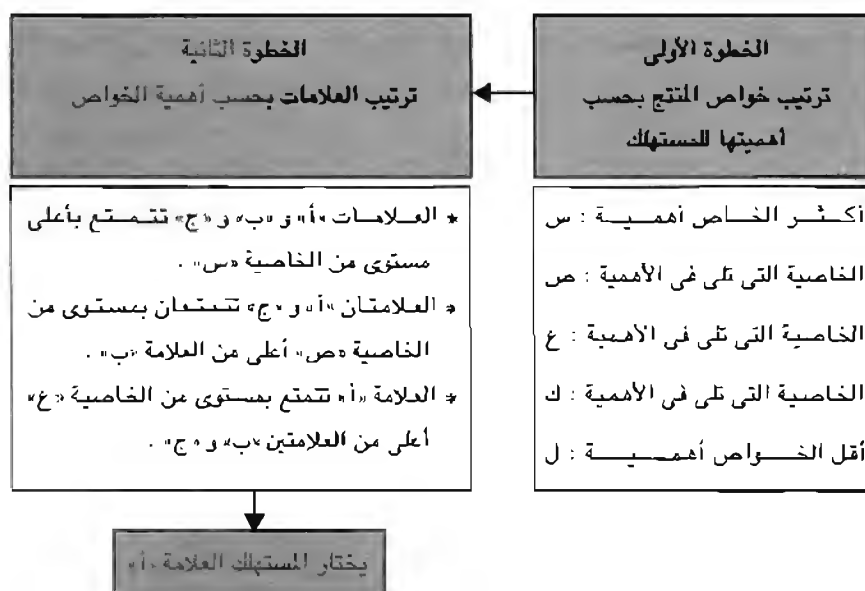 الخطوة الأولى
ترتيب خواص المنتج بحسب
أهميتها للمستهلك
أكثر الخاص أهمية : س
الخاصية التى تلى فى الأهمية : ص
الخاصية التى تلى فى الأهمية : غ
الخاصية التى تلى فى الأهمية : ك
أقل الخواص أهمية : ل
الخطوة الثانية
ترتيب العلامات بحسب أهمية الخواص
* العلامات «أ» و «ب» و «ج» تتمتع بأعلى
مستوى من الخاصية «س» .
* العلامتان «أ» و «ج» تتمتعان بمستوى من
الخاصية «ص» أعلى من العلامة «ب» .
* العلامة «أ» تتمتع بمستوى من الخاصية «غ»
أعلى من العلامتين «ب» و «ج» .
يختار المستهلك العلامة «أ»